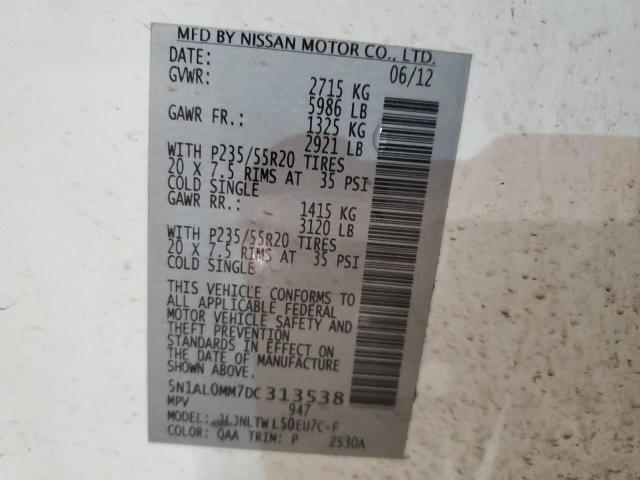 MFD BY NISSAN MOTOR CO., LTD.
DATE: 06/12
GVWR: 2715 KG
5986 LB
GAWR FR.: 1325 KG
2921 LB
WITH P235/55R20 TIRES
20 X 7.5 RIMS AT 35 PSI
COLD SINGLE
GAWR RR.: 1415 KG
3120 LB
WITH P235/55R20 TIRES
20 X 7.5 RIMS AT 35 PSI
COLD SINGLE
THIS VEHICLE CONFORMS TO
ALL APPLICABLE FEDERAL
MOTOR VEHICLE SAFETY AND
THEFT PREVENTION
STANDARDS IN EFFECT ON
THE DATE OF MANUFACTURE
SHOWN ABOVE.
5N1AL0MM7DC313538
MPV 947
MODEL: JLJNLTWL50EU7C-F
COLOR: QAA TRIM: P 2S30A